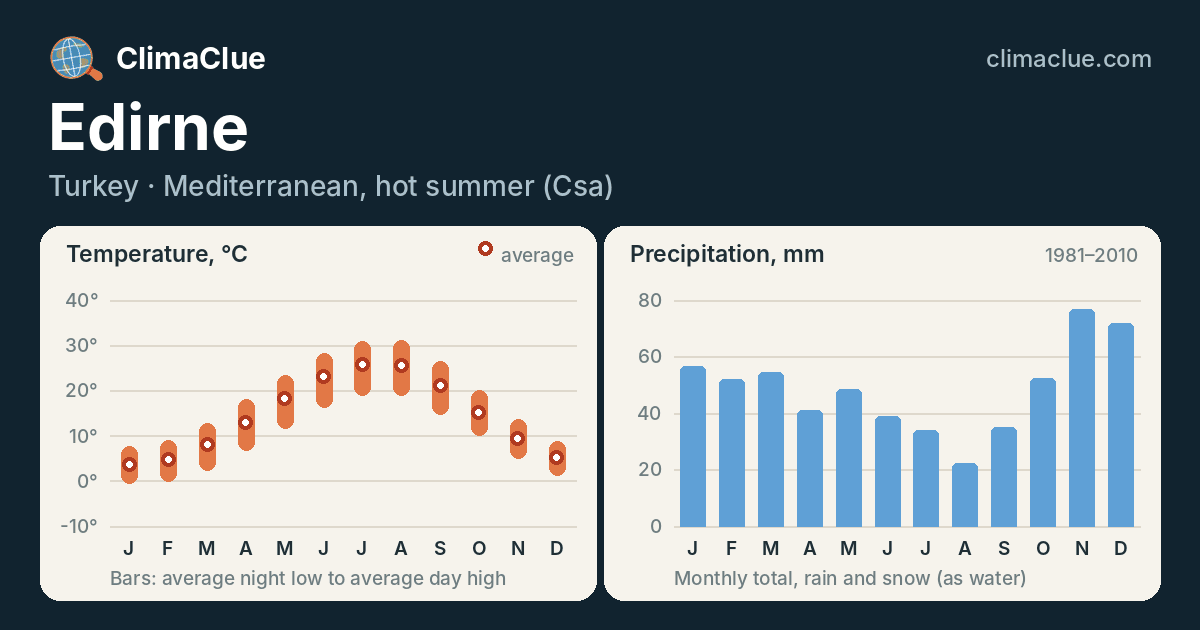 ClimaClue
climaclue.com
Edirne
Turkey · Mediterranean, hot summer (Csa)
Temperature, °C
average
40°
30°
20°
10°
0°
-10°
J F M A M J J A S O N D
Bars: average night low to average day high
Precipitation, mm
1981–2010
80
60
40
20
0
J F M A M J J A S O N D
Monthly total, rain and snow (as water)